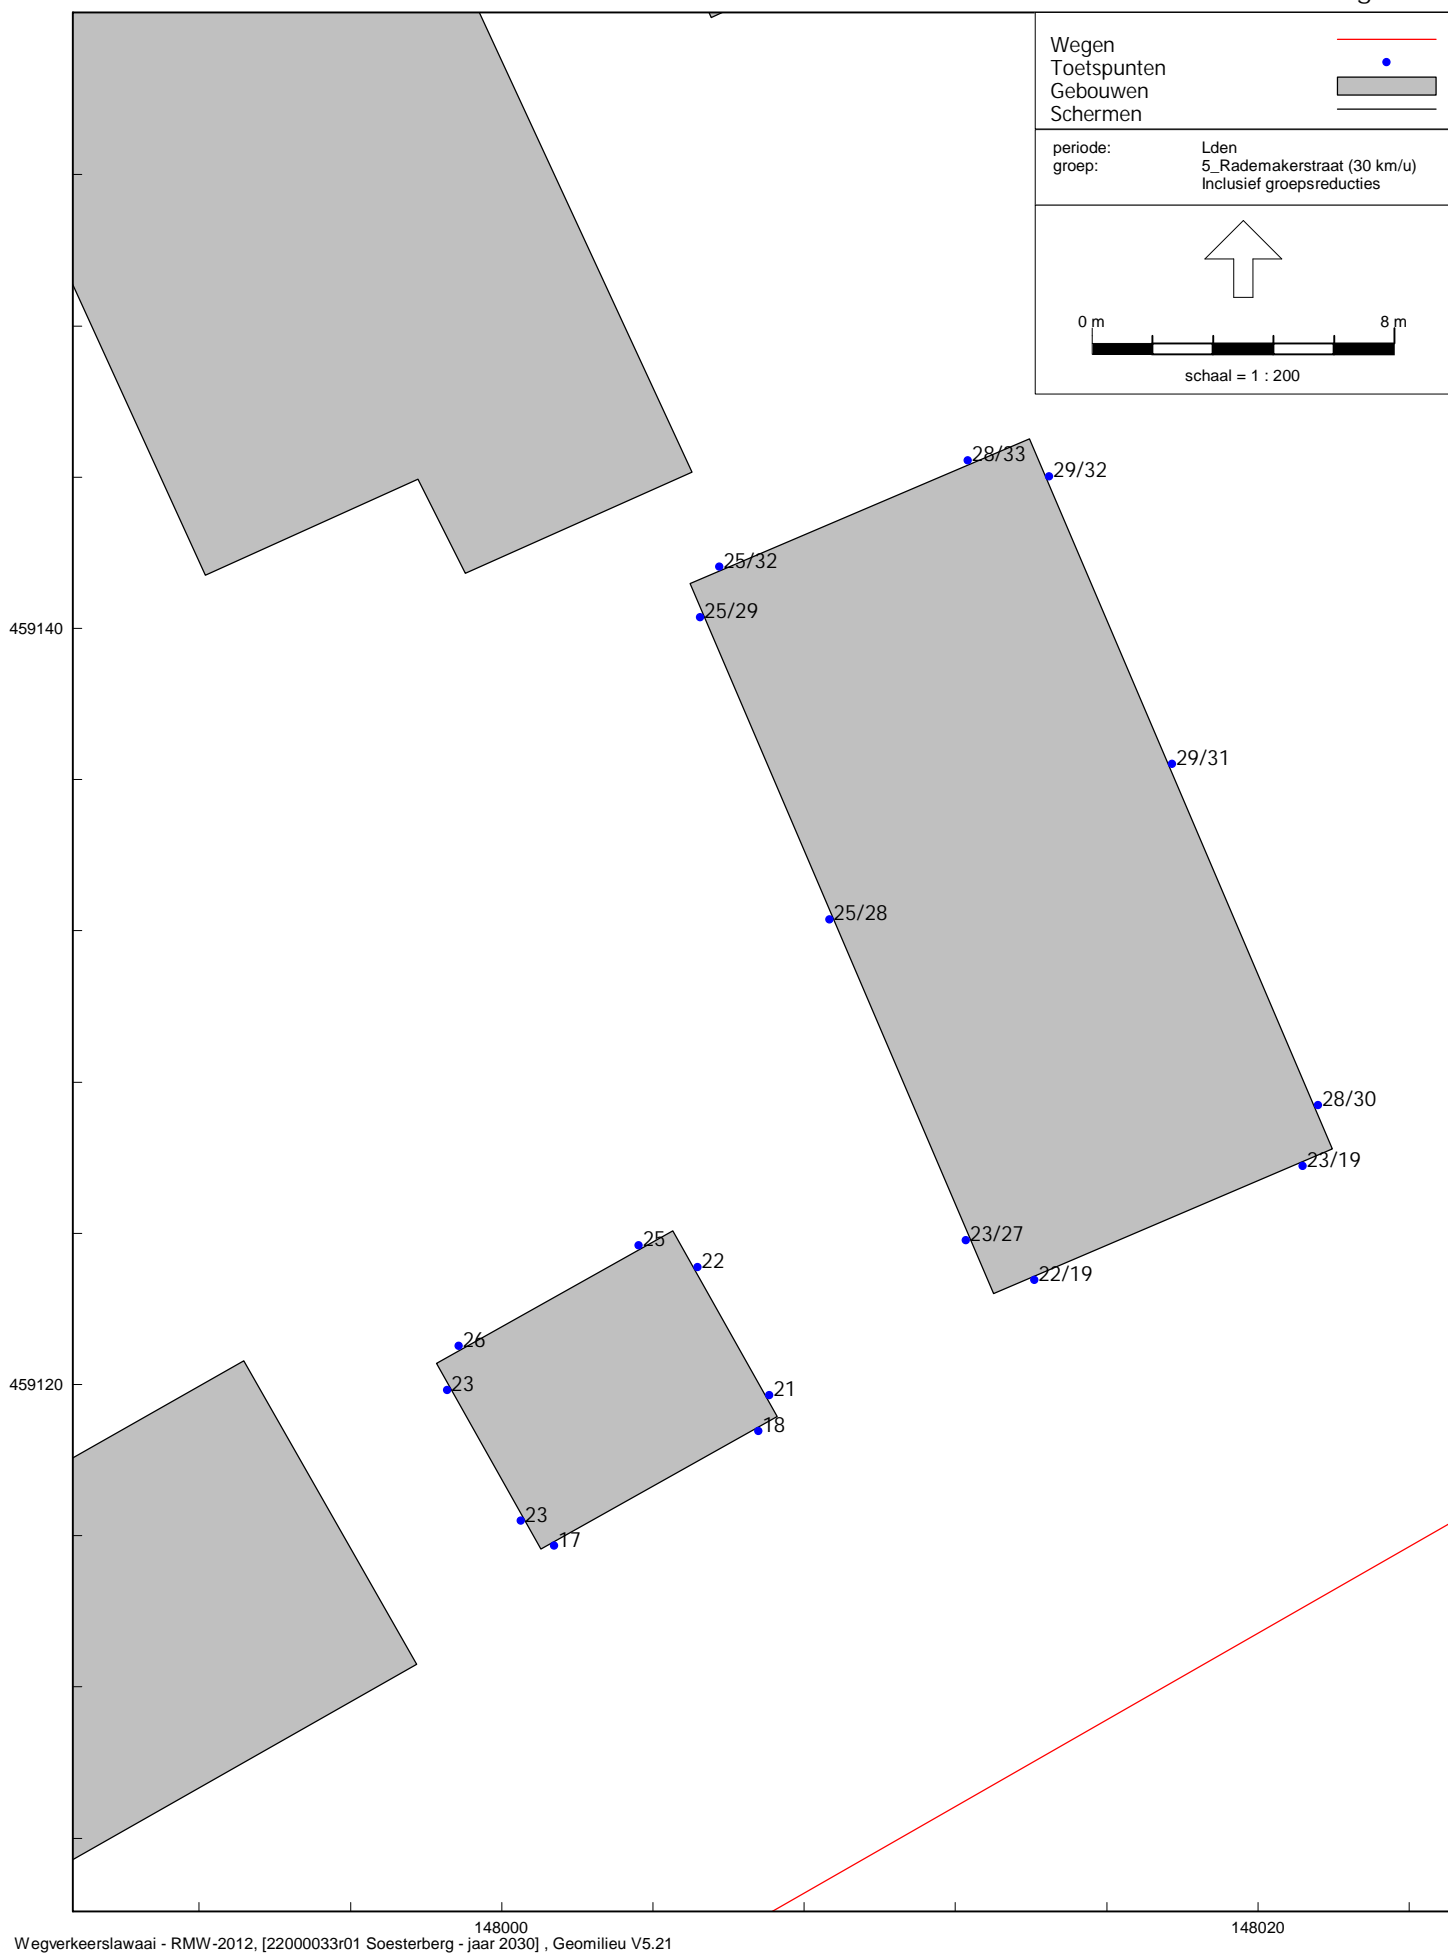 Wegen
Toetspunten
Gebouwen
Schermen
periode: Lden
groep: 5_Rademakerstraat (30 km/u)
Inclusief groepsreducties
0 m 8 m
schaal = 1 : 200
28/33
29/32
25/32
25/29
459140
29/31
25/28
28/30
23/19
23/27
25
22
22/19
26
23
459120
21
18
23
17
148000
148020
Wegverkeerslawaai - RMW-2012, [22000033r01 Soesterberg - jaar 2030] , Geomilieu V5.21